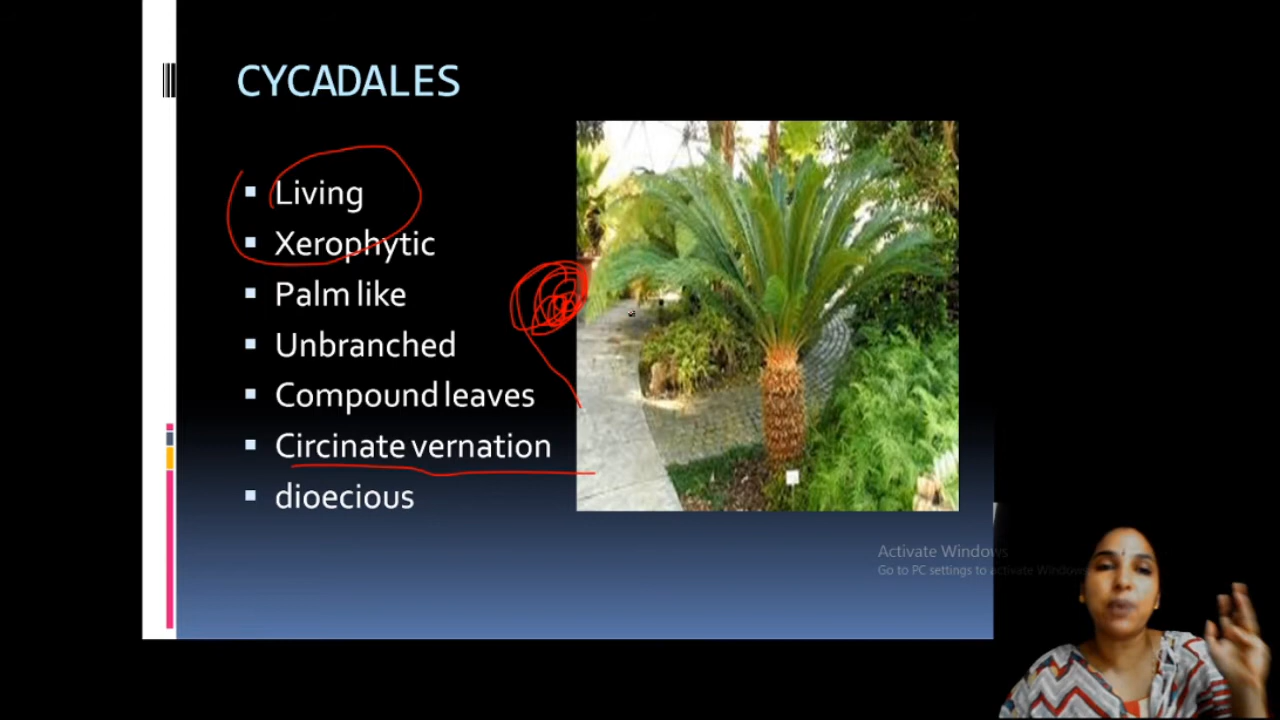 CYCADALES
Living
Xerophytic
Palm like
Unbranched
Compound leaves
Circinate vernation
dioecious
Activate Windows
Go to PC settings to activate Windows.